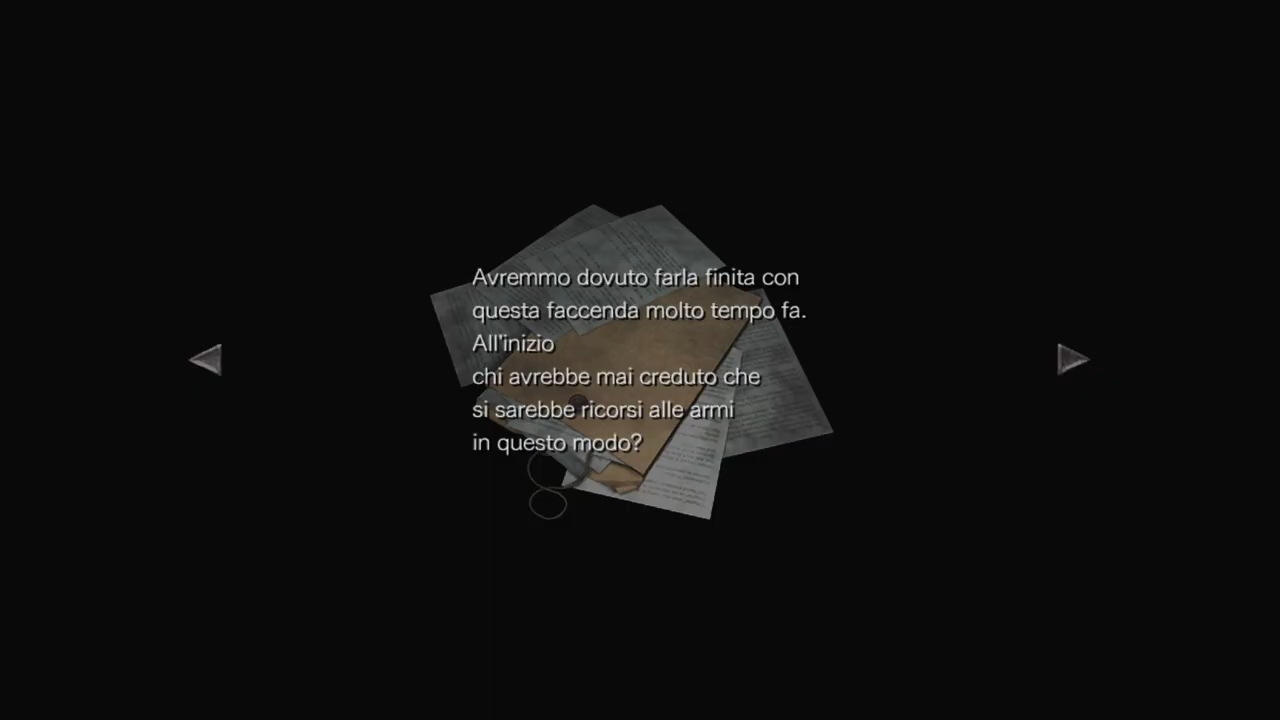 Avremmo dovuto farla finita con
questa faccenda molto tempo fa.
All'inizio
chi avrebbe mai creduto che
si sarebbe ricorsi alle armi
in questo modo?